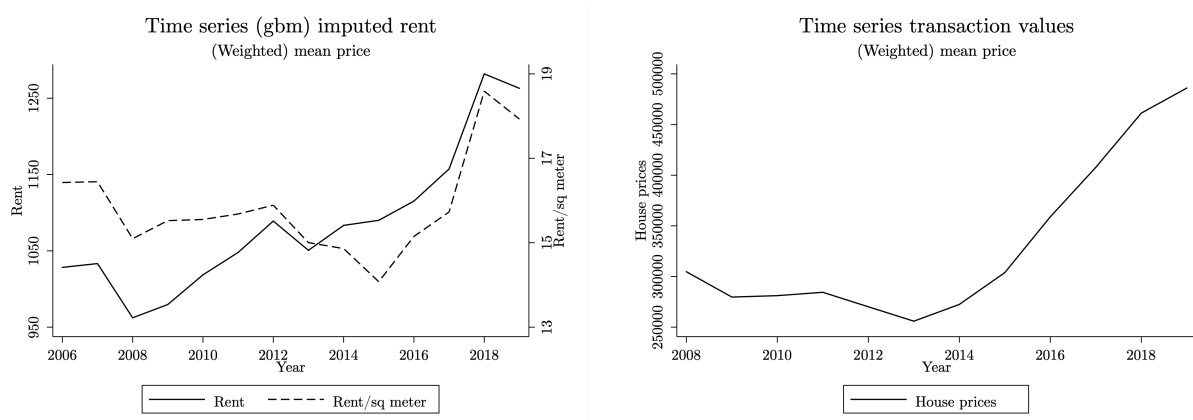 Time series (gbm) imputed rent
(Weighted) mean price
Rent
1250
1150
1050
950
19
17
15
13
Rent/sq meter
2006 2008 2010 2012 2014 2016 2018
Year
Rent Rent/sq meter
Time series transaction values
(Weighted) mean price
House prices
500000
450000
400000
350000
300000
250000
2008 2010 2012 2014 2016 2018
Year
House prices